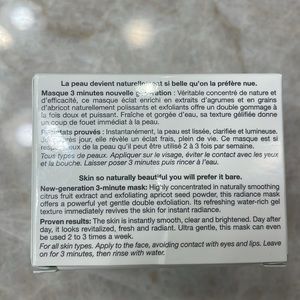 La peau devient naturellement si belle qu'on la préfère nue.
Masque 3 minutes nouvelle génération : Véritable concentré de nature et
d'efficacité, ce masque éclat enrichi en extraits d'agrumes et en grains
d'abricot naturellement polissants et exfoliants offre un double gommage à
la fois doux et puissant. Fraîche et gorgée d'eau, sa texture gélifiée donne
un coup de fouet immédiat à la peau.
Résultats prouvés : Instantanément, la peau est lissée, clarifiée et lumineuse.
Jours après jour, elle révèle un éclat frais, plein de vie. Ce masque est si
respectueux de la peau qu'il peut être utilisé 2 à 3 fois par semaine.
Tous types de peaux. Appliquer sur le visage, éviter le contact avec les yeux
et la bouche. Laisser poser 3 minutes puis rincer à l'eau.
Skin so naturally beautiful you will prefer it bare.
New-generation 3-minute mask: Highly concentrated in naturally smoothing
citrus fruit extract and exfoliating apricot seed powder, this radiance mask
offers a powerful yet gentle double exfoliation. Its refreshing water-rich gel
texture immediately revives the skin for instant radiance.
Proven results: The skin is instantly smooth, clear and brightened. Day after
day, it looks revitalized, fresh and radiant. Ultra gentle, this mask can even
be used 2 to 3 times a week.
For all skin types. Apply to the face, avoiding contact with eyes and lips. Leave
on for 3 minutes, then rinse with water.